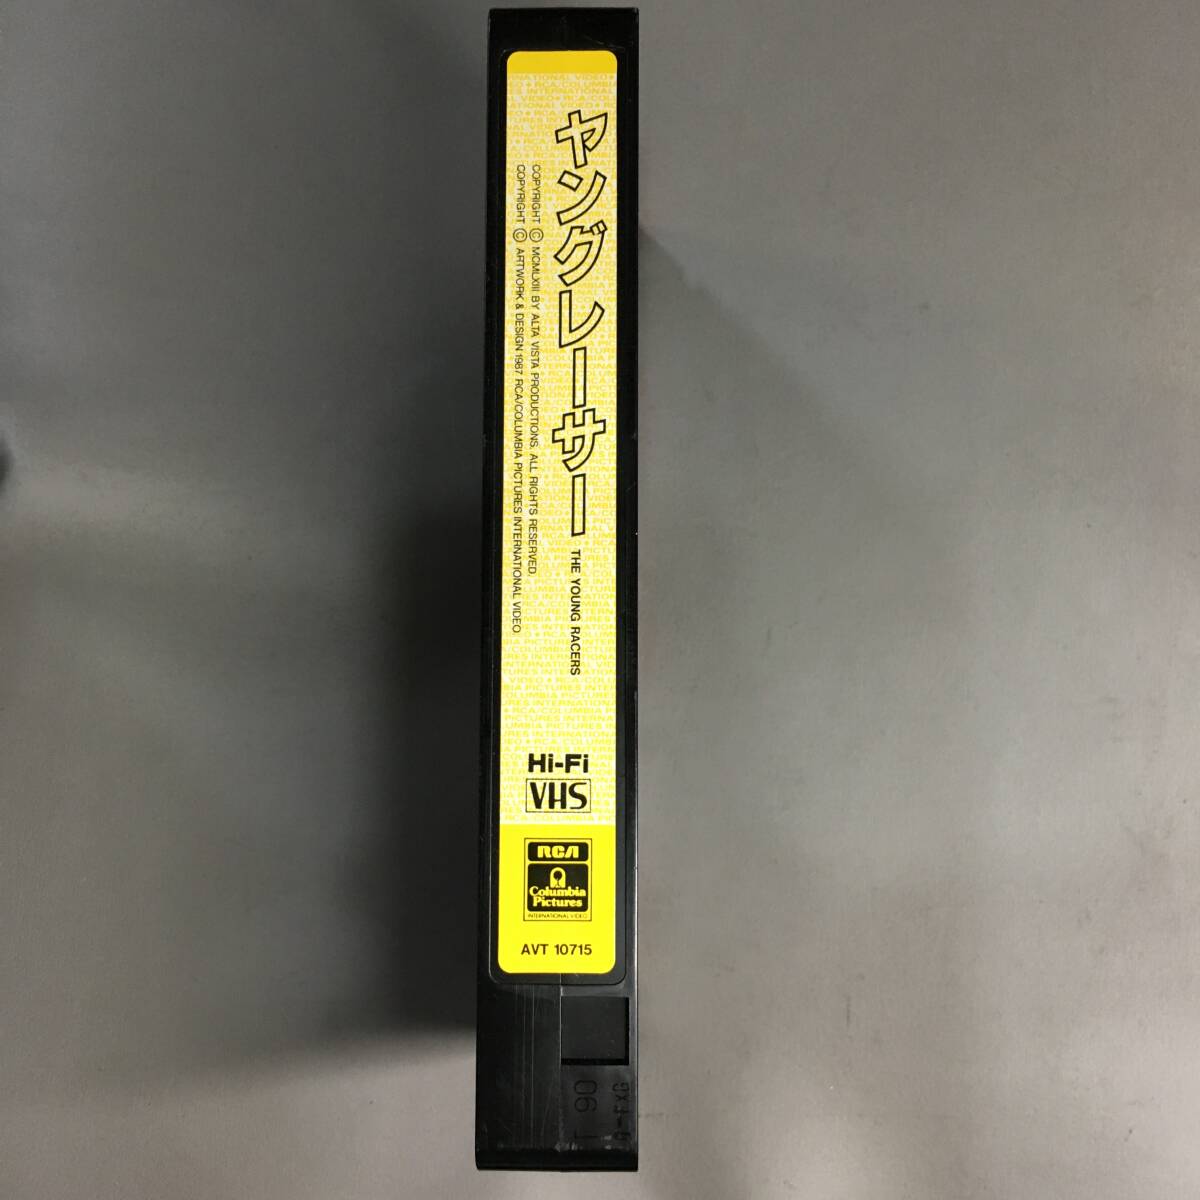 ヤングレーサー
THE YOUNG RACERS
COPYRIGHT Ⓒ MCMLXIII BY ALTA VISTA PRODUCTIONS. ALL RIGHTS RESERVED.
COPYRIGHT Ⓒ ARTWORK & DESIGN 1987 RCA/COLUMBIA PICTURES INTERNATIONAL VIDEO.
Hi-Fi
VHS
RCA
Columbia
Pictures
INTERNATIONAL VIDEO
AVT 10715
T 90